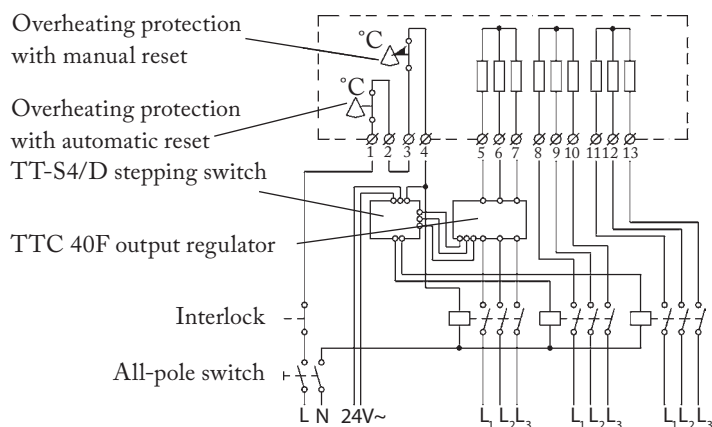 Overheating protection
with manual reset
°C
°C
Overheating protection
with automatic reset
1 2 3 4 5 6 7 8 9 10 11 12 13
TT-S4/D stepping switch
TTC 40F output regulator
Interlock
All-pole switch
L N 24V~ L1 L2 L3 L1 L2 L3 L1 L2 L3